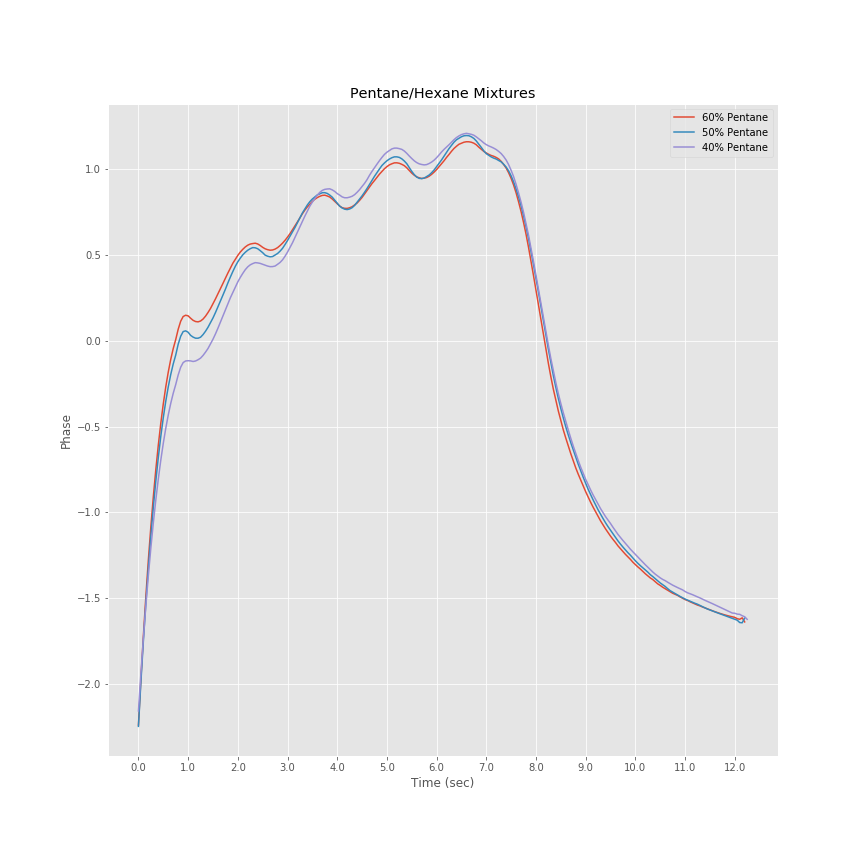 Pentane/Hexane Mixtures
60% Pentane
50% Pentane
40% Pentane
1.0
0.5
0.0
−0.5
−1.0
−1.5
−2.0
Phase
0.0 1.0 2.0 3.0 4.0 5.0 6.0 7.0 8.0 9.0 10.0 11.0 12.0
Time (sec)